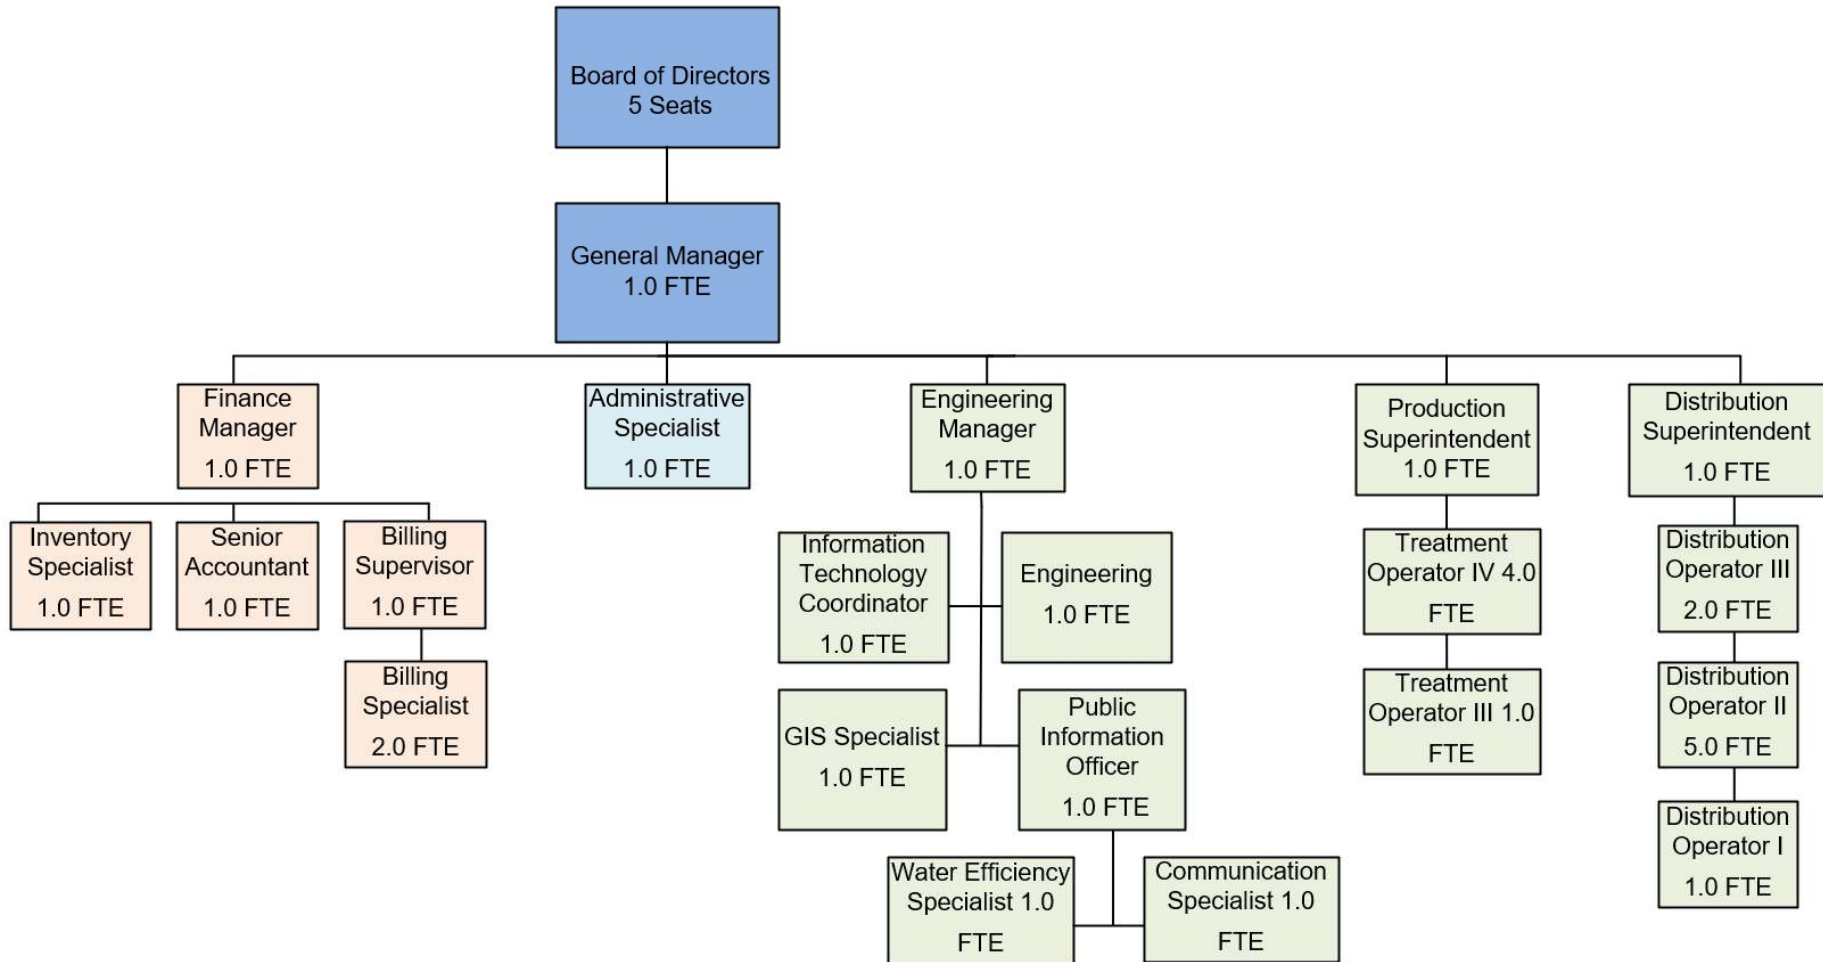 Board of Directors
5 Seats
General Manager
1.0 FTE
Finance
Manager
1.0 FTE
Administrative
Specialist
1.0 FTE
Engineering
Manager
1.0 FTE
Production
Superintendent
1.0 FTE
Distribution
Superintendent
1.0 FTE
Inventory
Specialist
1.0 FTE
Senior
Accountant
1.0 FTE
Billing
Supervisor
1.0 FTE
Billing
Specialist
2.0 FTE
Information
Technology
Coordinator
1.0 FTE
Engineering
1.0 FTE
GIS Specialist
1.0 FTE
Public
Information
Officer
1.0 FTE
Water Efficiency
Specialist 1.0
FTE
Communication
Specialist 1.0
FTE
Treatment
Operator IV 4.0
FTE
Treatment
Operator III 1.0
FTE
Distribution
Operator III
2.0 FTE
Distribution
Operator II
5.0 FTE
Distribution
Operator I
1.0 FTE